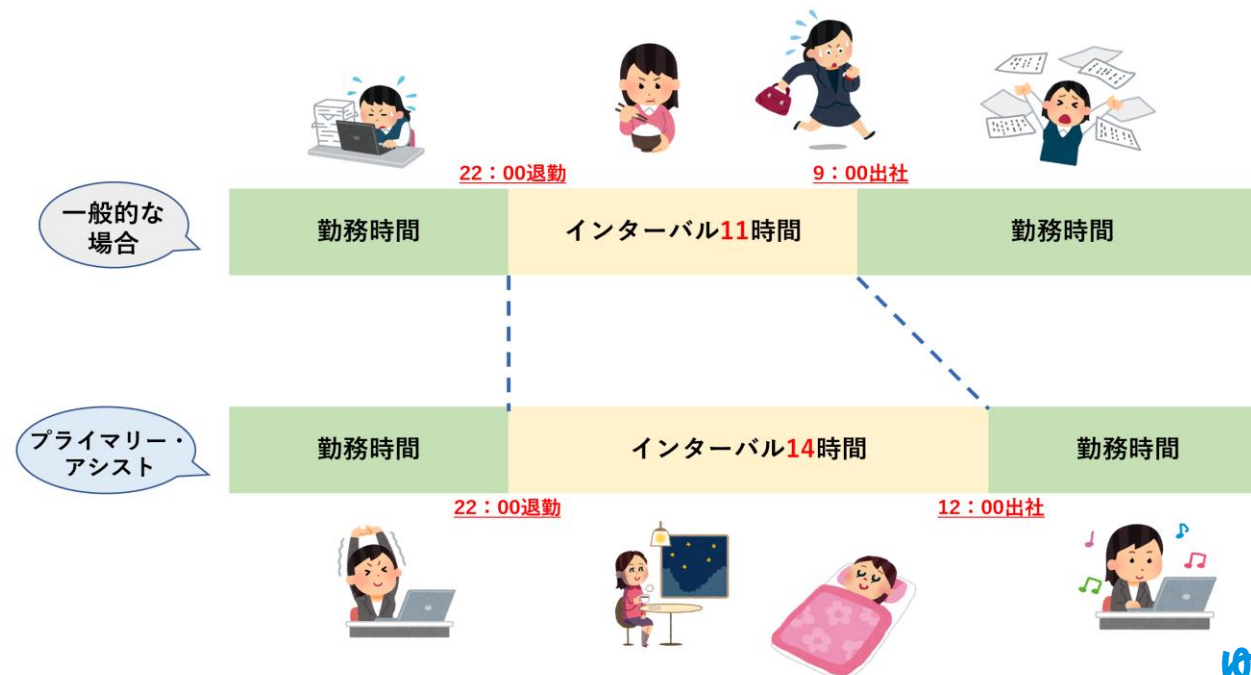 22：00退勤
9：00出社
一般的な
場合
勤務時間
インターバル11時間
勤務時間
プライマリー・
アシスト
勤務時間
インターバル14時間
勤務時間
22：00退勤
12：00出社